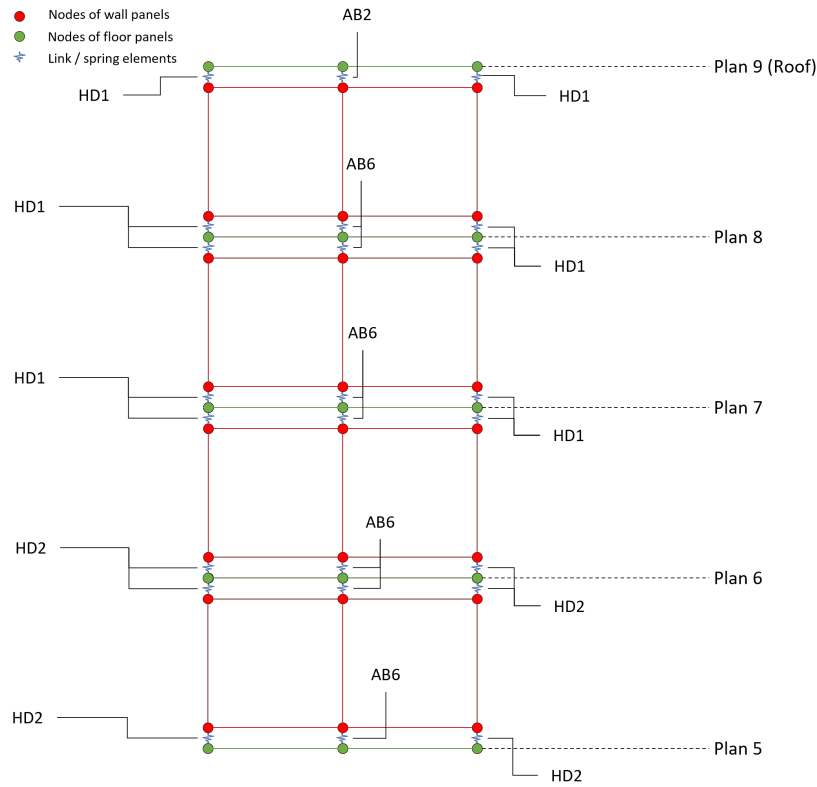 Nodes of wall panels
Nodes of floor panels
Link / spring elements
AB2
Plan 9 (Roof)
HD1
HD1
AB6
HD1
Plan 8
HD1
AB6
HD1
Plan 7
HD1
AB6
HD2
Plan 6
HD2
AB6
HD2
Plan 5
HD2